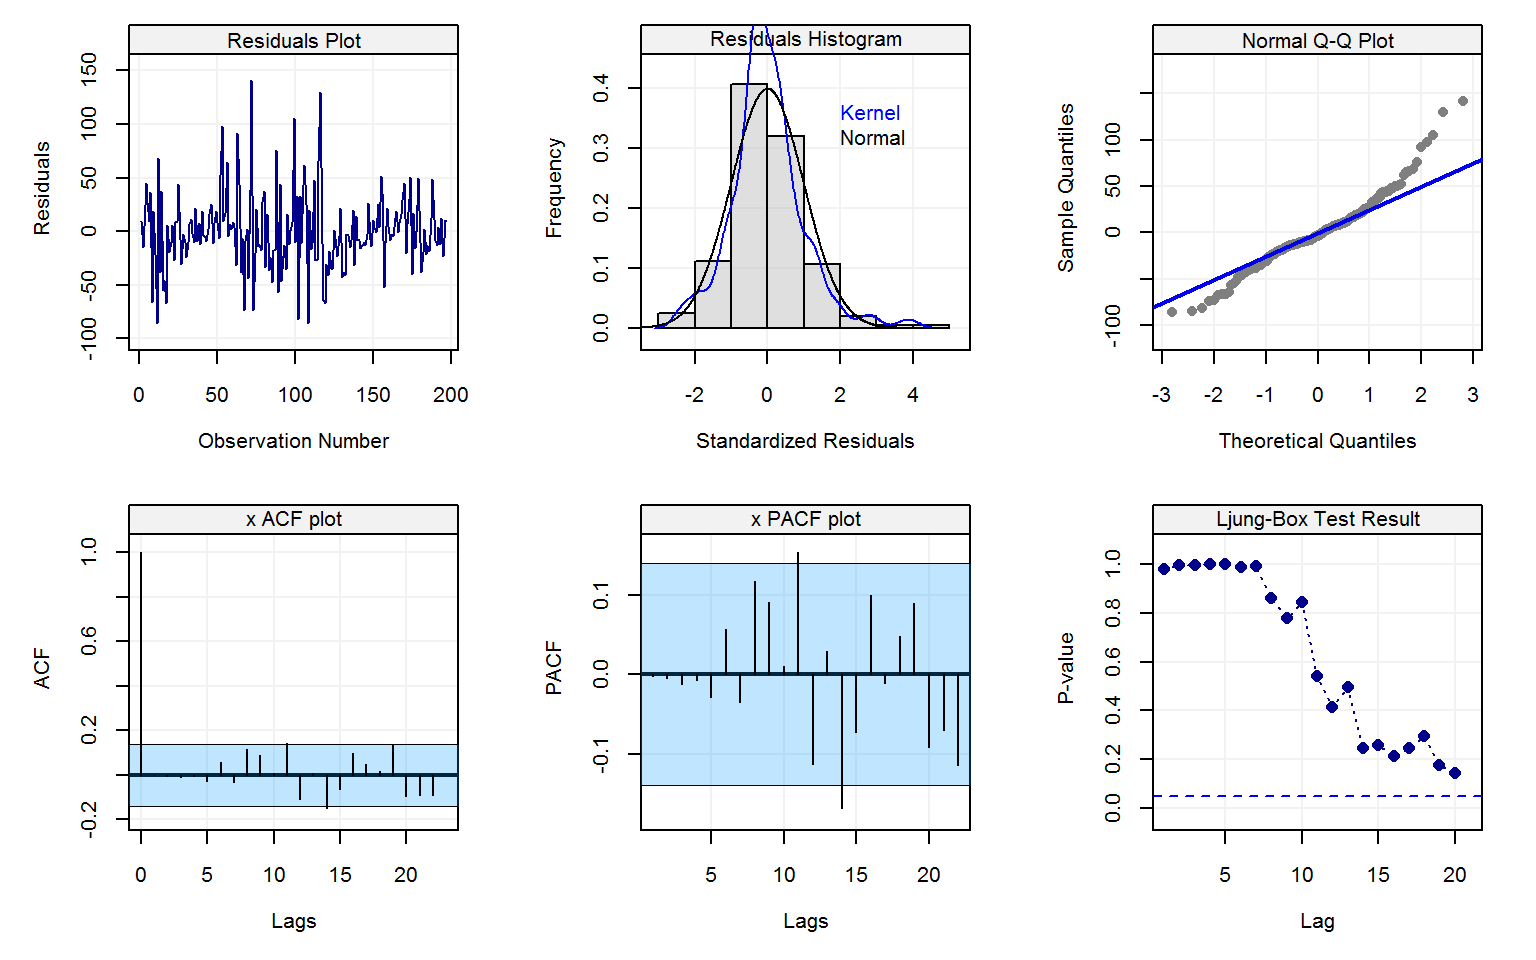 Residuals Plot
150
100
50
0
-50
-100
Residuals
0
50
100
150
200
Observation Number
Residuals Histogram
0.4
0.3
0.2
0.1
0.0
Frequency
Kernel
Normal
-2
0
2
4
Standardized Residuals
Normal Q-Q Plot
100
50
0
-100
Sample Quantiles
-3
-2
-1
0
1
2
3
Theoretical Quantiles
x ACF plot
1.0
0.6
0.2
-0.2
ACF
0
5
10
15
20
Lags
x PACF plot
0.1
0.0
-0.1
PACF
5
10
15
20
Lags
Ljung-Box Test Result
1.0
0.8
0.6
0.4
0.2
0.0
P-value
5
10
15
20
Lag